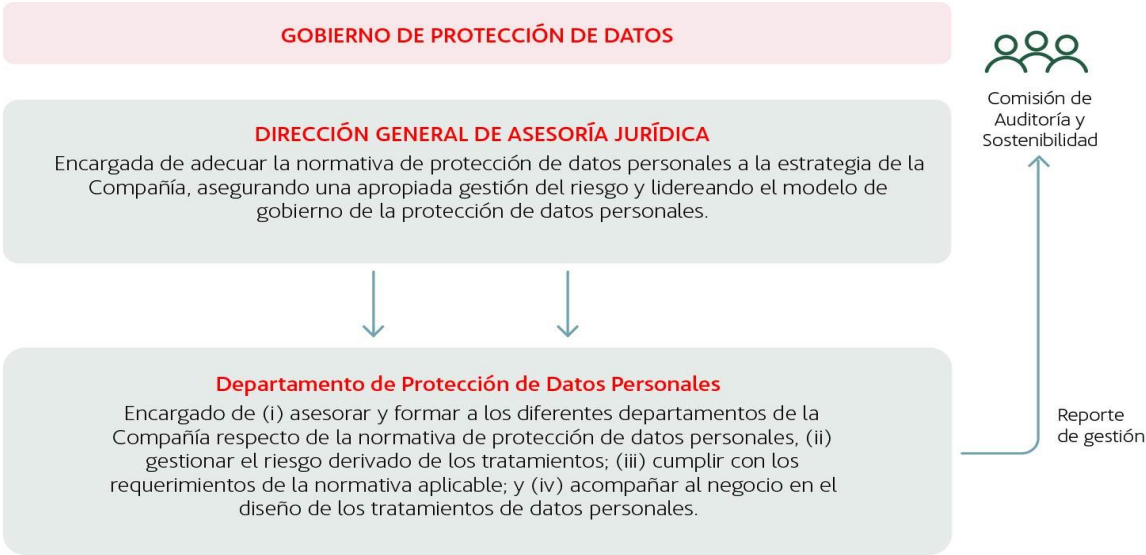 GOBIERNO DE PROTECCIÓN DE DATOS
Comisión de
Auditoría y
Sostenibilidad
DIRECCIÓN GENERAL DE ASESORÍA JURÍDICA
Encargada de adecuar la normativa de protección de datos personales a la estrategia de la
Compañía, asegurando una apropiada gestión del riesgo y lidereando el modelo de
gobierno de la protección de datos personales.
Departamento de Protección de Datos Personales
Encargado de (i) asesorar y formar a los diferentes departamentos de la
Compañía respecto de la normativa de protección de datos personales, (ii)
gestionar el riesgo derivado de los tratamientos; (iii) cumplir con los
requerimientos de la normativa aplicable; y (iv) acompañar al negocio en el
diseño de los tratamientos de datos personales.
Reporte
de gestión